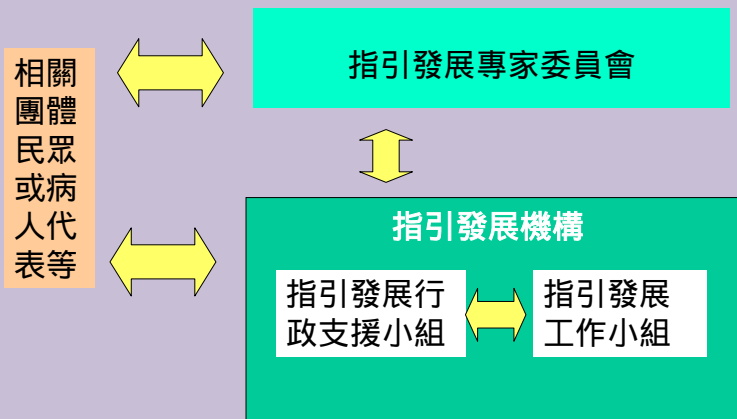 相關
團體
民眾
或病
人代
表等
指引發展專家委員會
指引發展機構
指引發展行
政支援小組
指引發展
工作小組